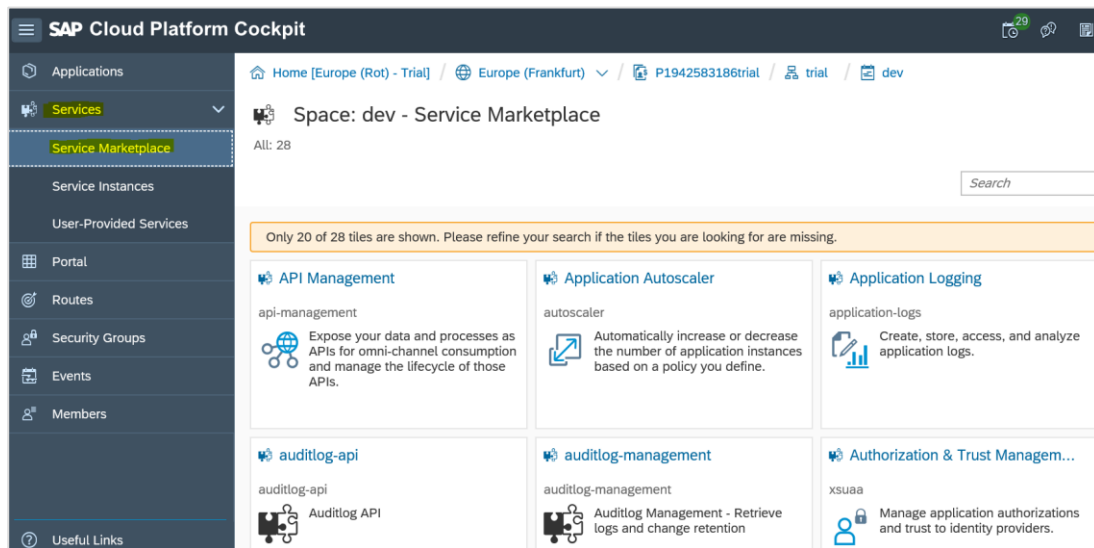 SAP Cloud Platform Cockpit
29
Applications
Services
Service Marketplace
Service Instances
User-Provided Services
Portal
Routes
Security Groups
Events
Members
Useful Links
Home [Europe (Rot) - Trial] / Europe (Frankfurt) / P1942583186trial / trial / dev
Space: dev - Service Marketplace
All: 28
Search
Only 20 of 28 tiles are shown. Please refine your search if the tiles you are looking for are missing.
API Management
api-management
Expose your data and processes as
APIs for omni-channel consumption
and manage the lifecycle of those
APIs.
Application Autoscaler
autoscaler
Automatically increase or decrease
the number of application instances
based on a policy you define.
Application Logging
application-logs
Create, store, access, and analyze
application logs.
auditlog-api
auditlog-api
Auditlog API
auditlog-management
auditlog-management
Auditlog Management - Retrieve
logs and change retention
Authorization & Trust Managem...
xsuaa
Manage application authorizations
and trust to identity providers.